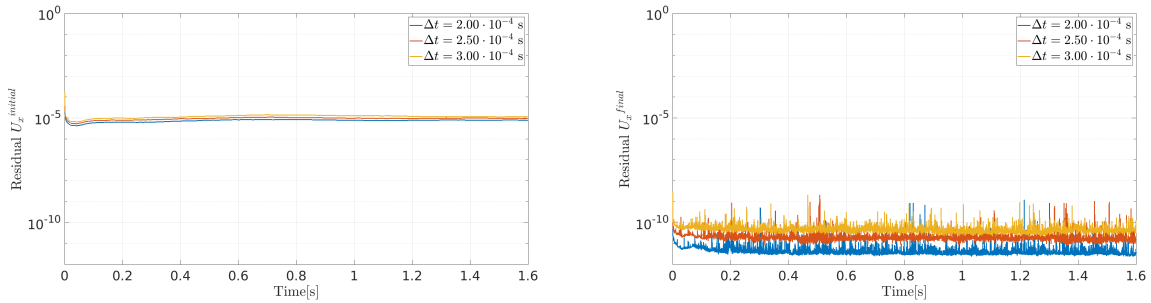 10^0
10^-5
10^-10
Residual U_x^initial
0 0.2 0.4 0.6 0.8 1 1.2 1.4 1.6
Time[s]
Δt = 2.00 · 10^-4 s
Δt = 2.50 · 10^-4 s
Δt = 3.00 · 10^-4 s
10^0
10^-5
10^-10
Residual U_x^final
0 0.2 0.4 0.6 0.8 1 1.2 1.4 1.6
Time[s]
Δt = 2.00 · 10^-4 s
Δt = 2.50 · 10^-4 s
Δt = 3.00 · 10^-4 s